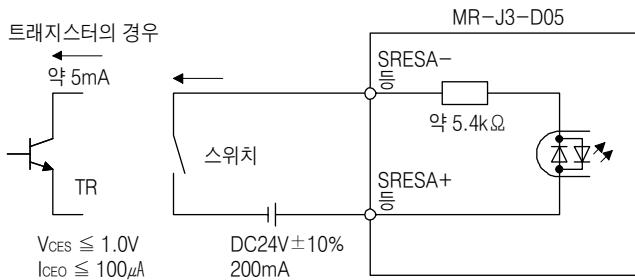 MR-J3-D05
트래지스터의 경우
약 5mA
SRESA-
등
약 5.4kΩ
스위치
TR
SRESA+
등
VCES ≦ 1.0V
ICEO ≦ 100㎂
DC24V±10%
200mA